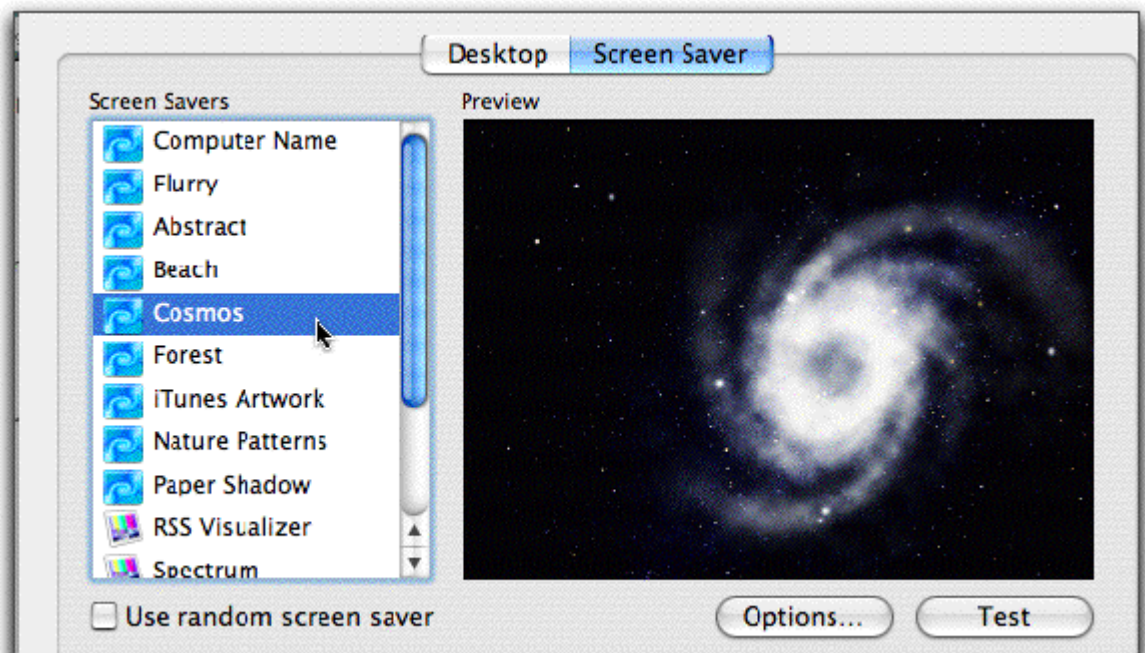 Desktop Screen Saver
Screen Savers
Preview
Computer Name
Flurry
Abstract
Beach
Cosmos
Forest
iTunes Artwork
Nature Patterns
Paper Shadow
RSS Visualizer
Spectrum
Use random screen saver
Options...
Test